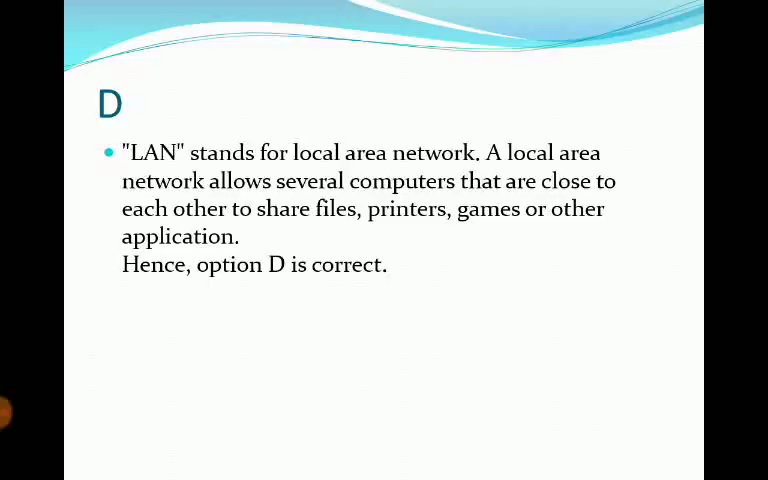 D
"LAN" stands for local area network. A local area
network allows several computers that are close to
each other to share files, printers, games or other
application.
Hence, option D is correct.